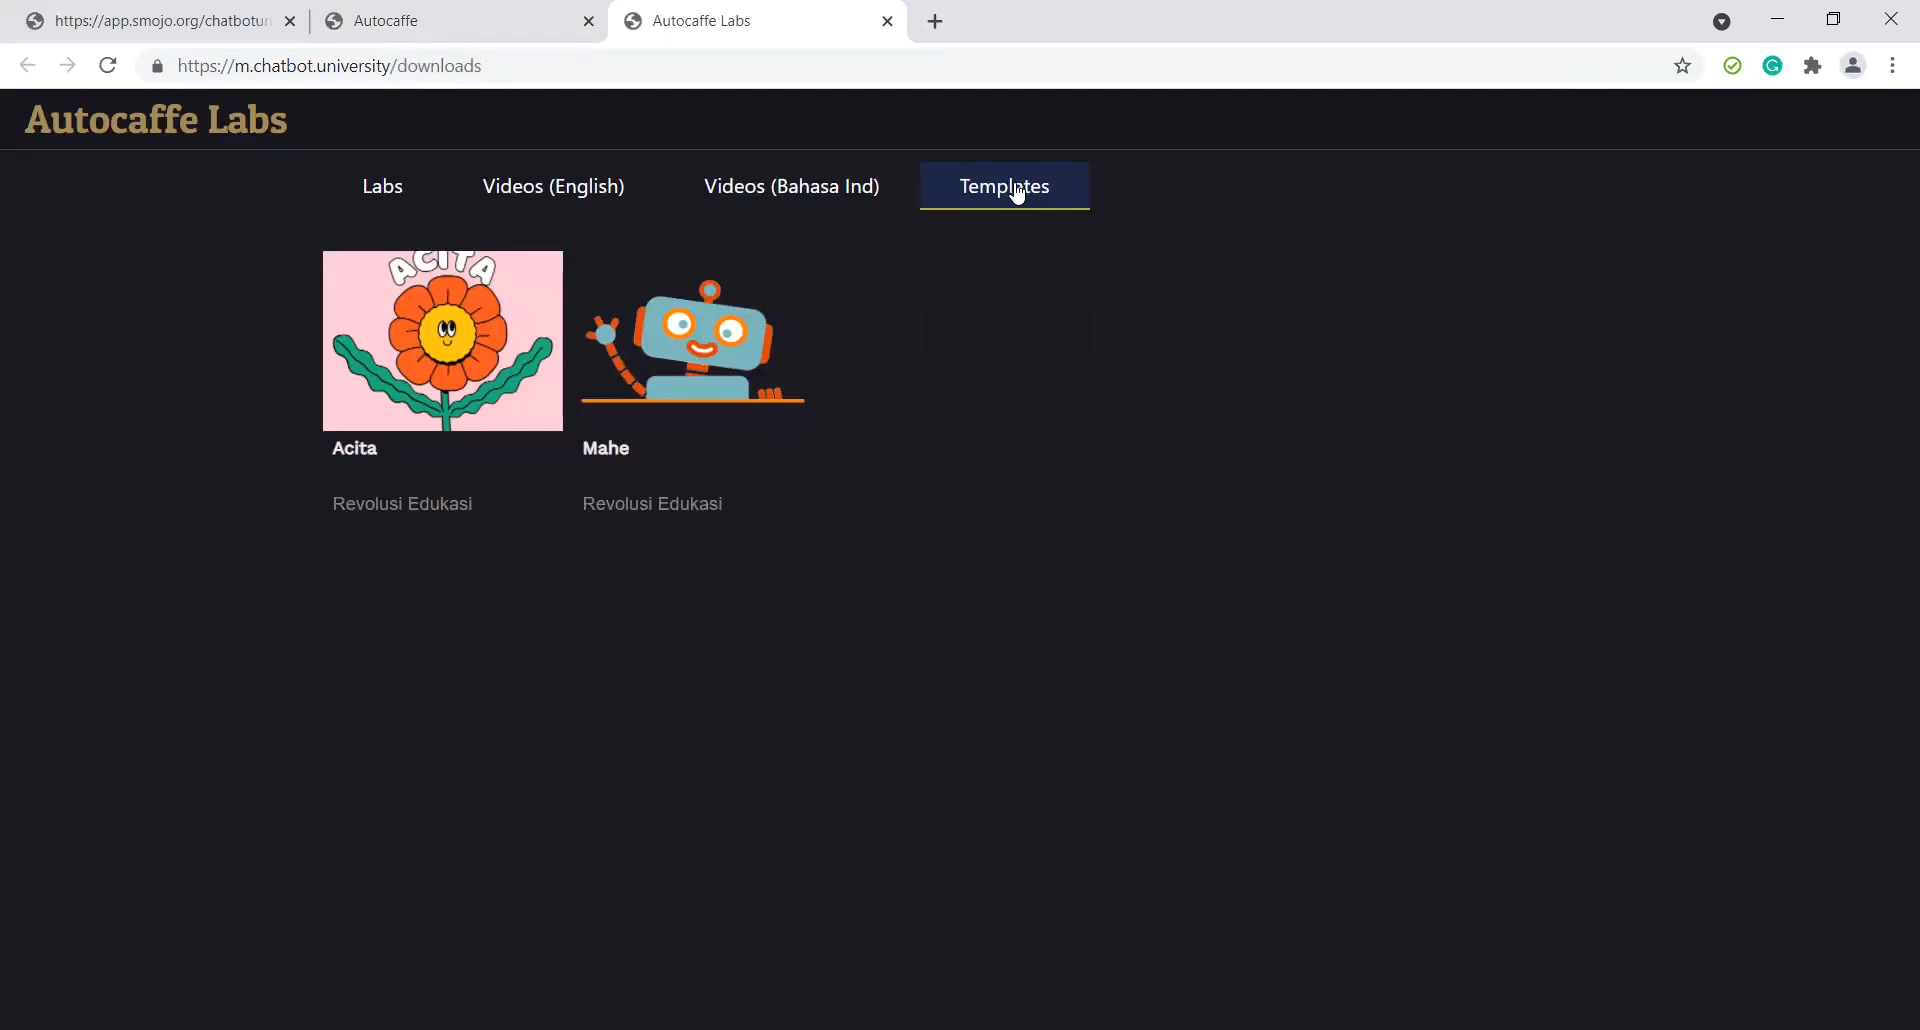 https://app.smojo.org/chatbotun
Autocaffe
Autocaffe Labs
https://m.chatbot.university/downloads
Autocaffe Labs
Labs
Videos (English)
Videos (Bahasa Ind)
Templates
ACITA
Acita
Mahe
Revolusi Edukasi
Revolusi Edukasi